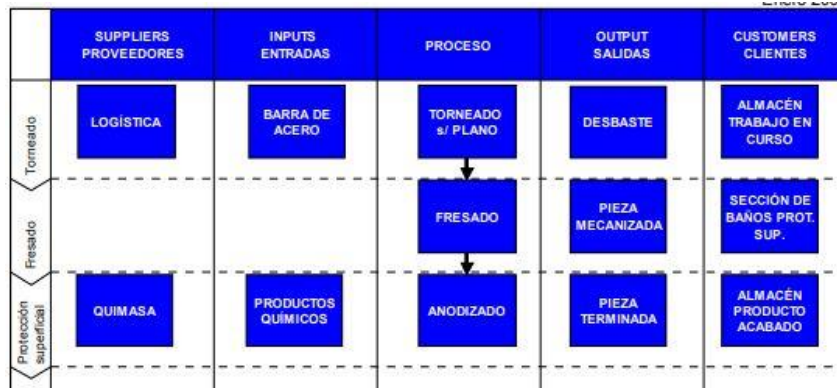 SUPPLIERS
PROVEEDORES
INPUTS
ENTRADAS
PROCESO
OUTPUT
SALIDAS
CUSTOMERS
CLIENTES
Torneado
LOGÍSTICA
BARRA DE
ACERO
TORNEADO
s/ PLANO
DESBASTE
ALMACÉN
TRABAJO EN
CURSO
Fresado
FRESADO
PIEZA
MECANIZADA
SECCIÓN DE
BAÑOS PROT.
SUP.
Protección
superficial
QUIMASA
PRODUCTOS
QUÍMICOS
ANODIZADO
PIEZA
TERMINADA
ALMACÉN
PRODUCTO
ACABADO